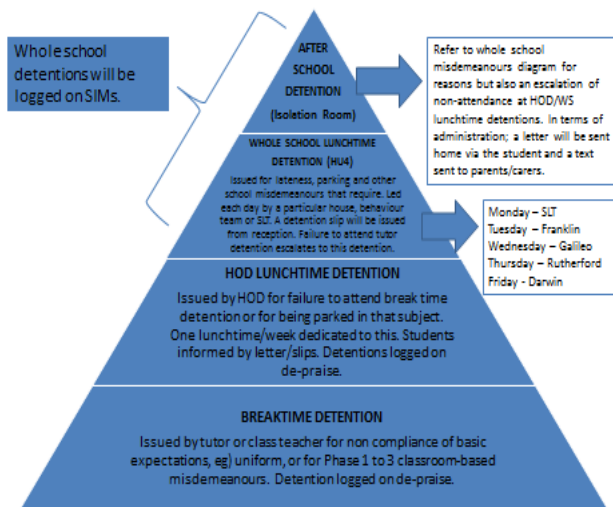 Whole school
detentions will be
logged on SIMs.
AFTER
SCHOOL
DETENTION
(Isolation Room)
Refer to whole school
misdemeanours diagram for
reasons but also an escalation of
non-attendance at HOD/WS
lunchtime detentions. In terms of
administration; a letter will be sent
home via the student and a text
sent to parents/carers.
WHOLE SCHOOL LUNCHTIME
DETENTION (HU4)
Issued for lateness, parking and other
school misdemeanours that require. Led
each day by a particular house, behaviour
team or SLT. A detention slip will be issued
from reception. Failure to attend tutor
detention escalates to this detention.
Monday – SLT
Tuesday – Franklin
Wednesday – Galileo
Thursday – Rutherford
Friday - Darwin
HOD LUNCHTIME DETENTION
Issued by HOD for failure to attend break time
detention or for being parked in that subject.
One lunchtime/week dedicated to this. Students
informed by letter/slips. Detentions logged on
de-praise.
BREAKTIME DETENTION
Issued by tutor or class teacher for non compliance of basic
expectations, eg) uniform, or for Phase 1 to 3 classroom-based
misdemeanours. Detention logged on de-praise.